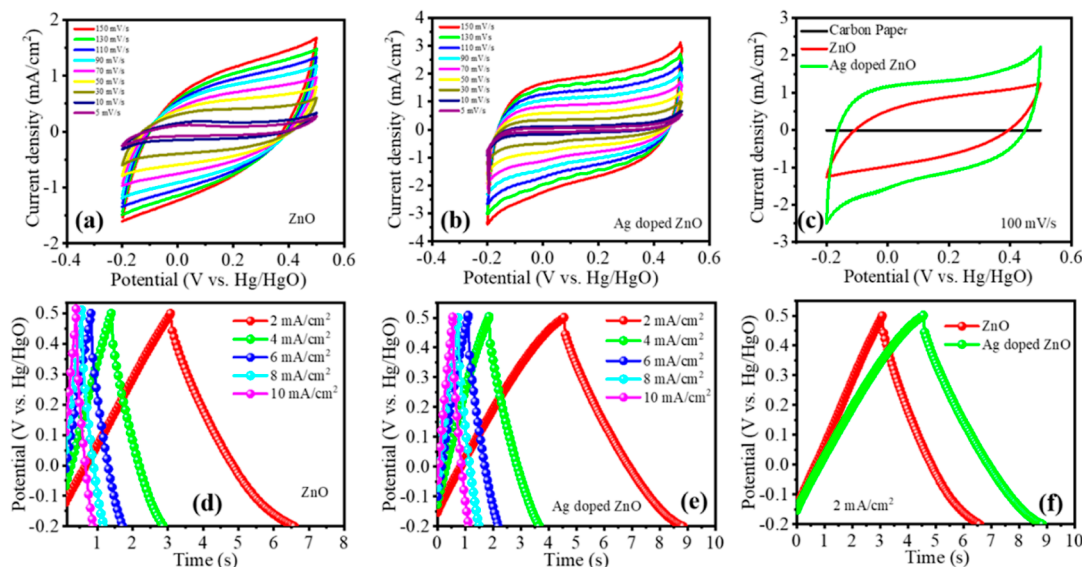 Current density (mA/cm²)
2
1
0
-1
-2
150 mV/s
130 mV/s
110 mV/s
90 mV/s
70 mV/s
50 mV/s
30 mV/s
10 mV/s
5 mV/s
(a)
ZnO
-0.4 -0.2 0.0 0.2 0.4 0.6
Potential (V vs. Hg/HgO)
Current density (mA/cm²)
4
3
2
1
0
-1
-2
-3
-4
150 mV/s
130 mV/s
110 mV/s
90 mV/s
70 mV/s
50 mV/s
30 mV/s
10 mV/s
5 mV/s
(b)
Ag doped ZnO
-0.4 -0.2 0.0 0.2 0.4 0.6
Potential (V vs. Hg/HgO)
Current density (mA/cm²)
3
2
1
0
-1
-2
-3
Carbon Paper
ZnO
Ag doped ZnO
(c)
100 mV/s
-0.4 -0.2 0.0 0.2 0.4 0.6
Potential (V vs. Hg/HgO)
Potential (V vs. Hg/HgO)
0.5
0.4
0.3
0.2
0.1
0.0
-0.1
-0.2
2 mA/cm²
4 mA/cm²
6 mA/cm²
8 mA/cm²
10 mA/cm²
(d)
ZnO
1 2 3 4 5 6 7 8
Time (s)
Potential (V vs. Hg/HgO)
0.5
0.4
0.3
0.2
0.1
0.0
-0.1
-0.2
2 mA/cm²
4 mA/cm²
6 mA/cm²
8 mA/cm²
10 mA/cm²
(e)
Ag doped ZnO
0 1 2 3 4 5 6 7 8 9 10
Time (s)
Potential (V vs. Hg/HgO)
0.5
0.4
0.3
0.2
0.1
0.0
-0.1
-0.2
ZnO
Ag doped ZnO
2 mA/cm²
(f)
0 1 2 3 4 5 6 7 8 9 10
Time (s)